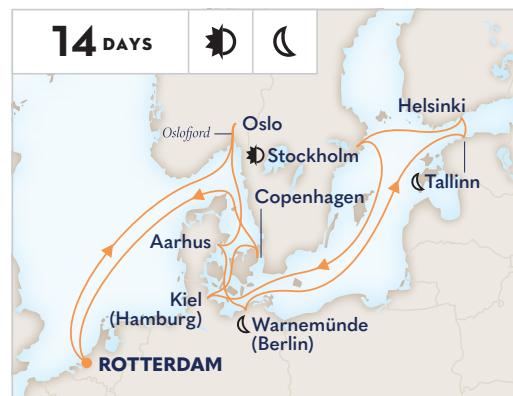 14 DAYS
Helsinki
Oslo
Oslofjord
Stockholm
Tallinn
Copenhagen
Aarhus
Kiel
(Hamburg)
Warnemünde
(Berlin)
ROTTERDAM